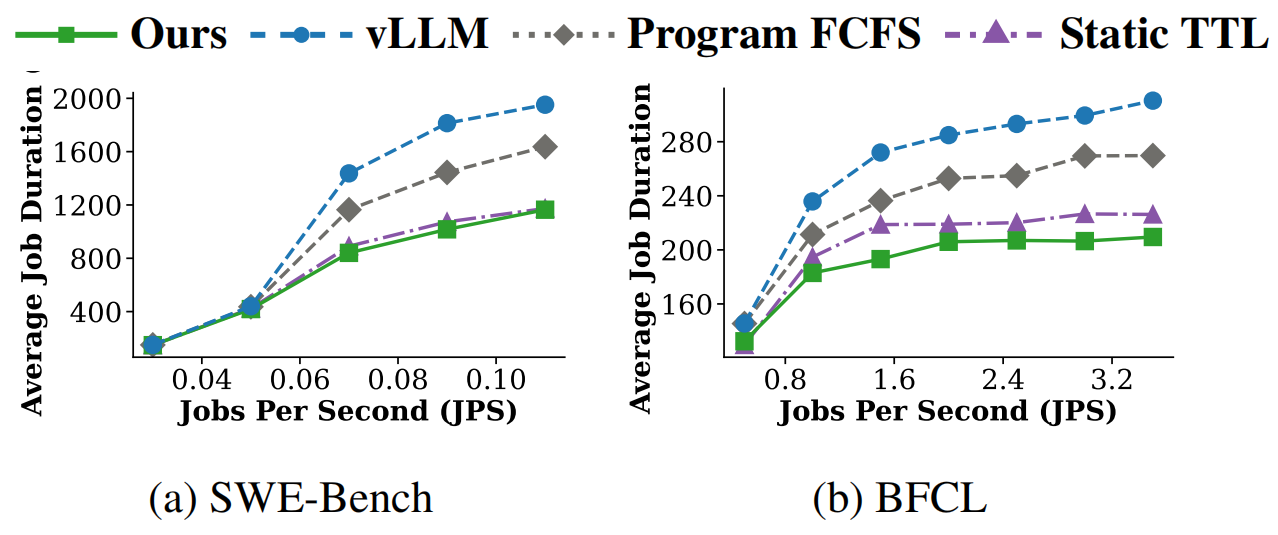 Ours vLLM Program FCFS Static TTL
Average Job Duration (
2000
1600
1200
800
400
0.04 0.06 0.08 0.10
Jobs Per Second (JPS)
(a) SWE-Bench
Average Job Duration
280
240
200
160
0.8 1.6 2.4 3.2
Jobs Per Second (JPS)
(b) BFCL